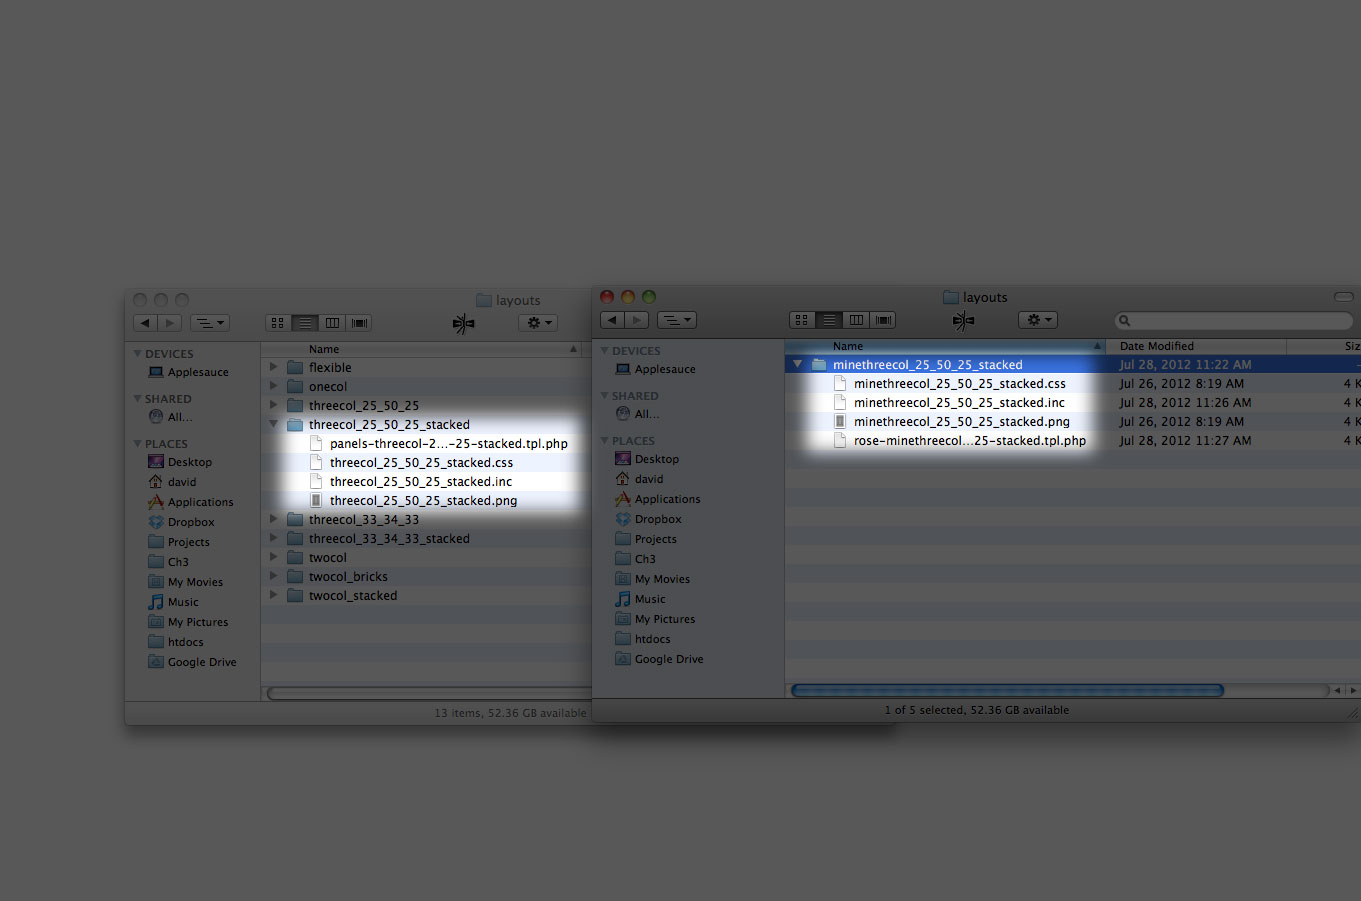 layouts
DEVICES
Applesauce
SHARED
All...
PLACES
Desktop
david
Applications
Dropbox
Projects
Ch3
My Movies
Music
My Pictures
htdocs
Google Drive
Name
flexible
onecol
threecol_25_50_25
threecol_25_50_25_stacked
panels-threecol-2...-25-stacked.tpl.php
threecol_25_50_25_stacked.css
threecol_25_50_25_stacked.inc
threecol_25_50_25_stacked.png
threecol_33_34_33
threecol_33_34_33_stacked
twocol
twocol_bricks
twocol_stacked
13 items, 52.36 GB available
layouts
DEVICES
Applesauce
SHARED
All...
PLACES
Desktop
david
Applications
Dropbox
Projects
Ch3
My Movies
Music
My Pictures
htdocs
Google Drive
Name Date Modified Siz
minethreecol_25_50_25_stacked Jul 28, 2012 11:22 AM
minethreecol_25_50_25_stacked.css Jul 26, 2012 8:19 AM 4 K
minethreecol_25_50_25_stacked.inc Jul 28, 2012 11:26 AM 4 K
minethreecol_25_50_25_stacked.png Jul 26, 2012 8:19 AM 4 K
rose-minethreecol...25-stacked.tpl.php Jul 28, 2012 11:27 AM 4 K
1 of 5 selected, 52.36 GB available